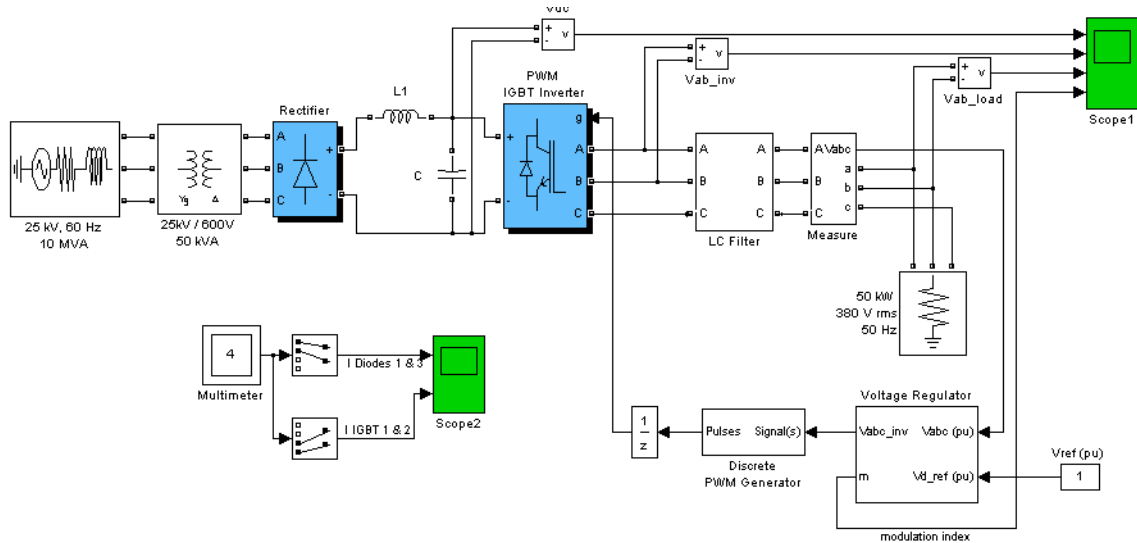 Vdc
+
-
v
+
-
v
Vab_inv
+
-
v
Vab_load
Scope1
25 kV, 60 Hz
10 MVA
Yg
Δ
25kV / 600V
50 kVA
Rectifier
A
B
C
+
-
L1
C
PWM
IGBT Inverter
+
-
g
A
B
C
A
B
C
A
B
C
LC Filter
A
B
C
Vabc
a
b
c
Measure
50 kW
380 V rms
50 Hz
4
Multimeter
I Diodes 1 & 3
I IGBT 1 & 2
Scope2
1
z
Pulses
Signal(s)
Discrete
PWM Generator
Voltage Regulator
Vabc_inv
Vabc (pu)
m
Vd_ref (pu)
modulation index
Vref (pu)
1